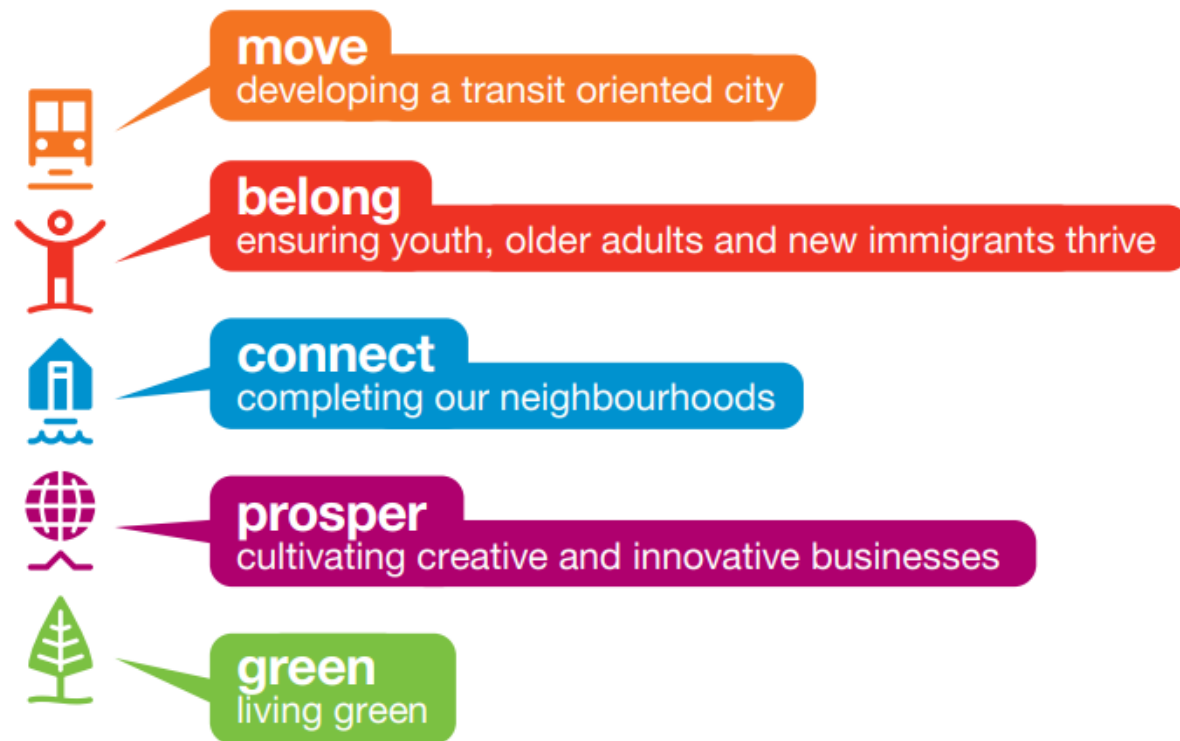 move
developing a transit oriented city
belong
ensuring youth, older adults and new immigrants thrive
connect
completing our neighbourhoods
prosper
cultivating creative and innovative businesses
green
living green